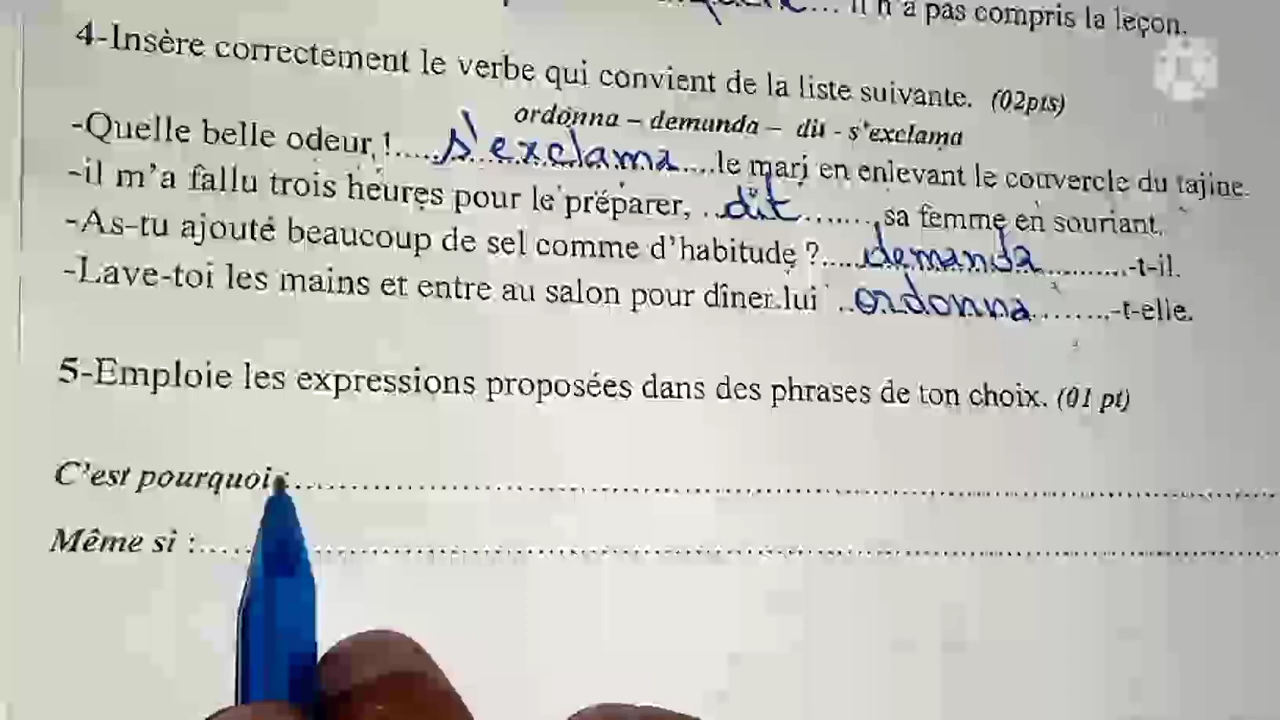 ... il n'a pas compris la leçon.
4-Insère correctement le verbe qui convient de la liste suivante. (02pts)
ordonna – demanda – dit - s'exclama
-Quelle belle odeur ! .....s'exclama....le mari en enlevant le couvercle du tajine.
-il m'a fallu trois heures pour le préparer, ..dit........sa femme en souriant.
-As-tu ajouté beaucoup de sel comme d'habitude ?.....demanda..........-t-il.
-Lave-toi les mains et entre au salon pour dîner.lui ..ordonna........-t-elle.
5-Emploie les expressions proposées dans des phrases de ton choix. (01 pt)
C'est pourquoi :........................................................
Même si :........................................................